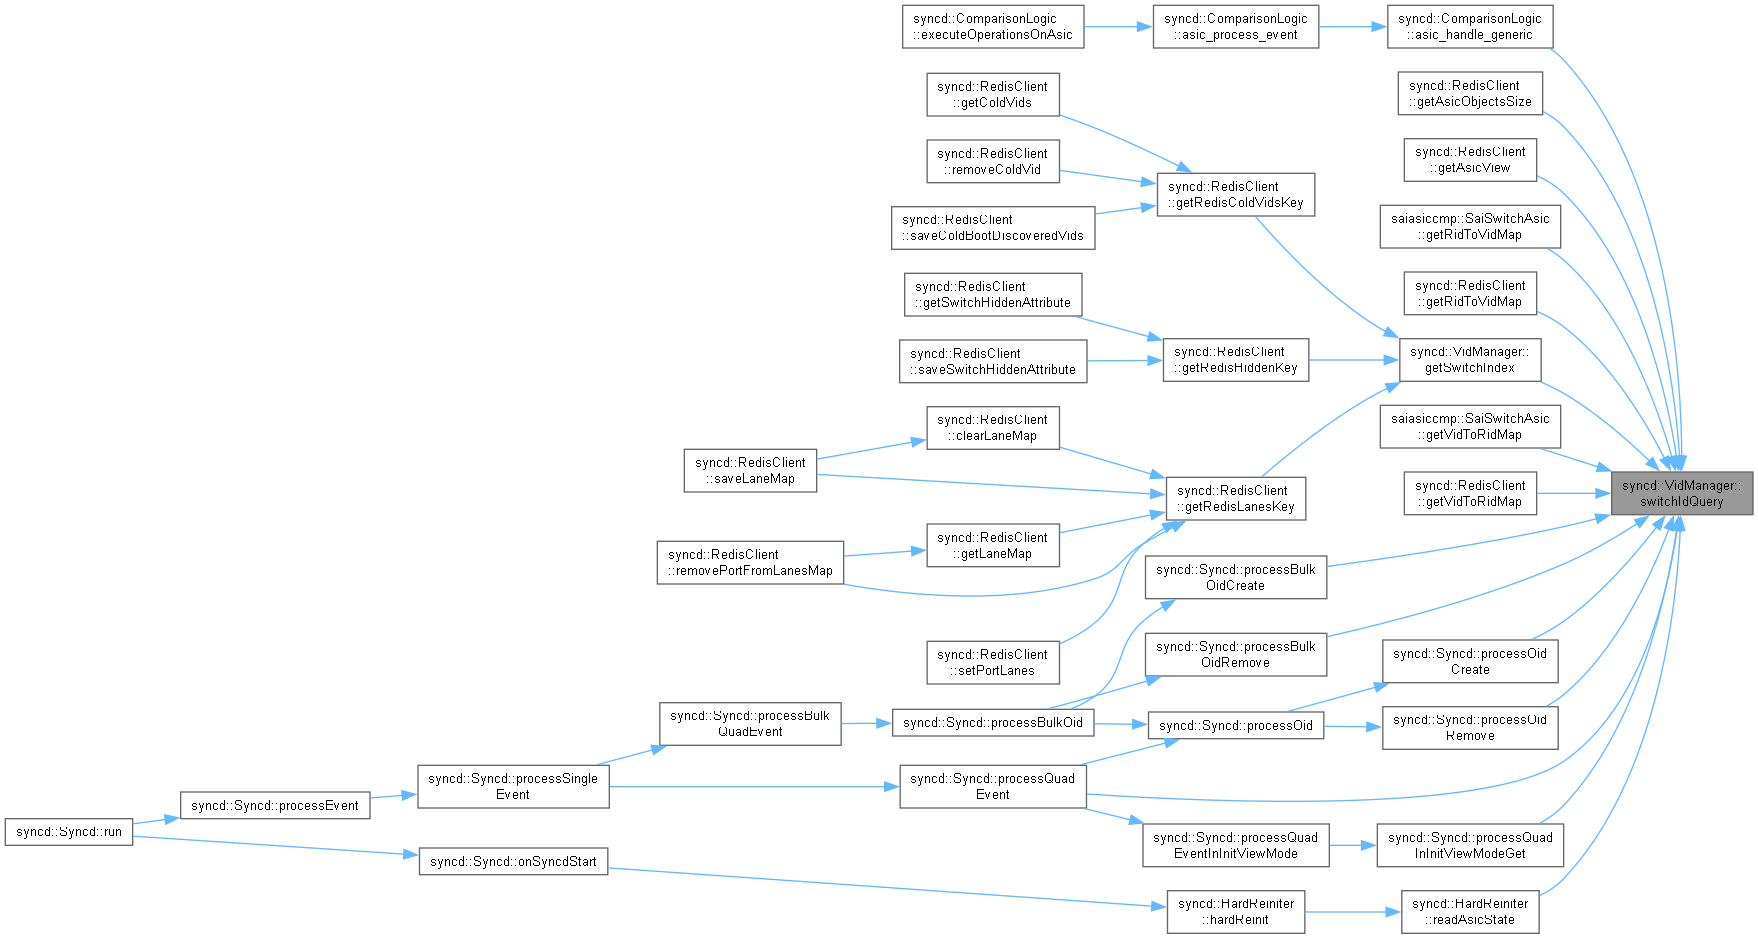 syncd::ComparisonLogic
::executeOperationsOnAsic
syncd::ComparisonLogic
::asic_process_event
syncd::ComparisonLogic
::asic_handle_generic
syncd::RedisClient
::getAsicObjectsSize
syncd::RedisClient
::getColdVids
syncd::RedisClient
::getAsicView
syncd::RedisClient
::removeColdVid
syncd::RedisClient
::getRedisColdVidsKey
syncd::RedisClient
::saveColdBootDiscoveredVids
saiasiccmp::SaiSwitchAsic
::getRidToVidMap
syncd::RedisClient
::getSwitchHiddenAttribute
syncd::RedisClient
::getRidToVidMap
syncd::RedisClient
::saveSwitchHiddenAttribute
syncd::RedisClient
::getRedisHiddenKey
syncd::VidManager::
getSwitchIndex
syncd::RedisClient
::clearLaneMap
saiasiccmp::SaiSwitchAsic
::getVidToRidMap
syncd::RedisClient
::saveLaneMap
syncd::RedisClient
::getRedisLanesKey
syncd::RedisClient
::getVidToRidMap
syncd::VidManager::
switchIdQuery
syncd::RedisClient
::getLaneMap
syncd::RedisClient
::removePortFromLanesMap
syncd::Syncd::processBulk
OidCreate
syncd::RedisClient
::setPortLanes
syncd::Syncd::processBulk
OidRemove
syncd::Syncd::processOid
Create
syncd::Syncd::processBulk
QuadEvent
syncd::Syncd::processBulkOid
syncd::Syncd::processOid
syncd::Syncd::processOid
Remove
syncd::Syncd::processSingle
Event
syncd::Syncd::processQuad
Event
syncd::Syncd::processEvent
syncd::Syncd::run
syncd::Syncd::processQuad
EventInInitViewMode
syncd::Syncd::processQuad
InInitViewModeGet
syncd::Syncd::onSyncdStart
syncd::HardReiniter
::hardReinit
syncd::HardReiniter
::readAsicState